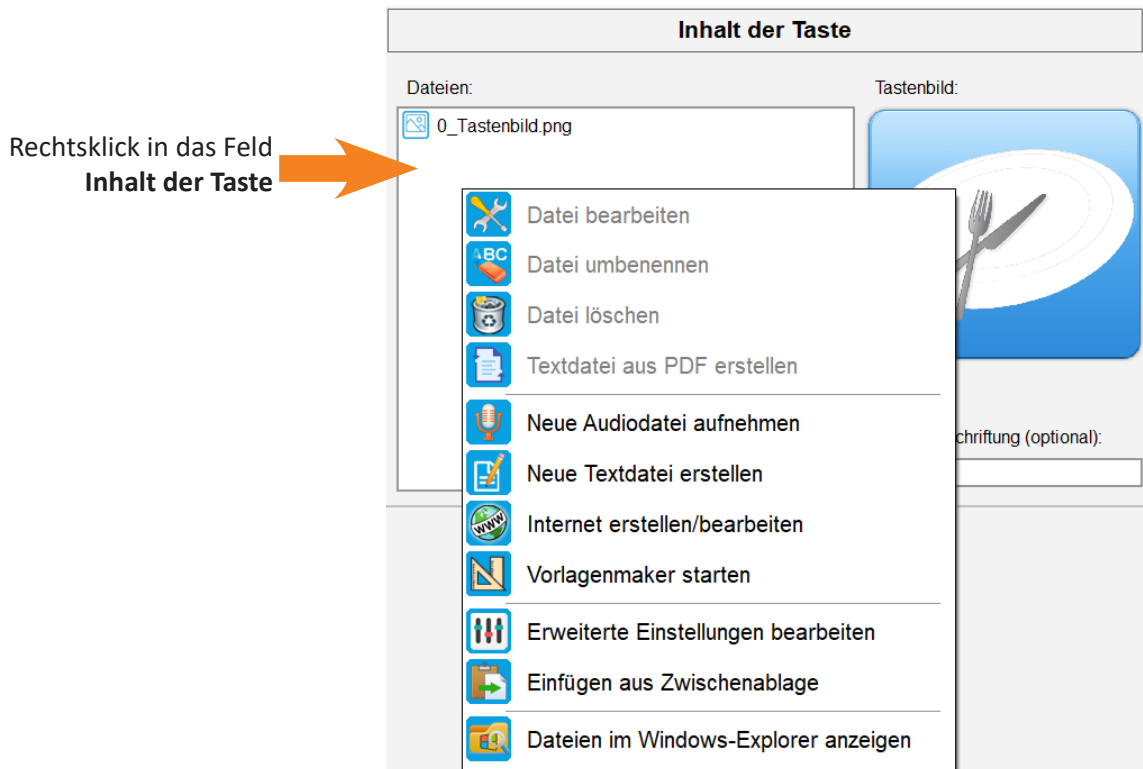 Inhalt der Taste
Dateien:
Tastenbild:
0_Tastenbild.png
Rechtsklick in das Feld
Inhalt der Taste
Datei bearbeiten
ABC
Datei umbenennen
Datei löschen
Textdatei aus PDF erstellen
Neue Audiodatei aufnehmen
chriftung (optional):
Neue Textdatei erstellen
WWW
Internet erstellen/bearbeiten
Vorlagenmaker starten
Erweiterte Einstellungen bearbeiten
Einfügen aus Zwischenablage
Dateien im Windows-Explorer anzeigen